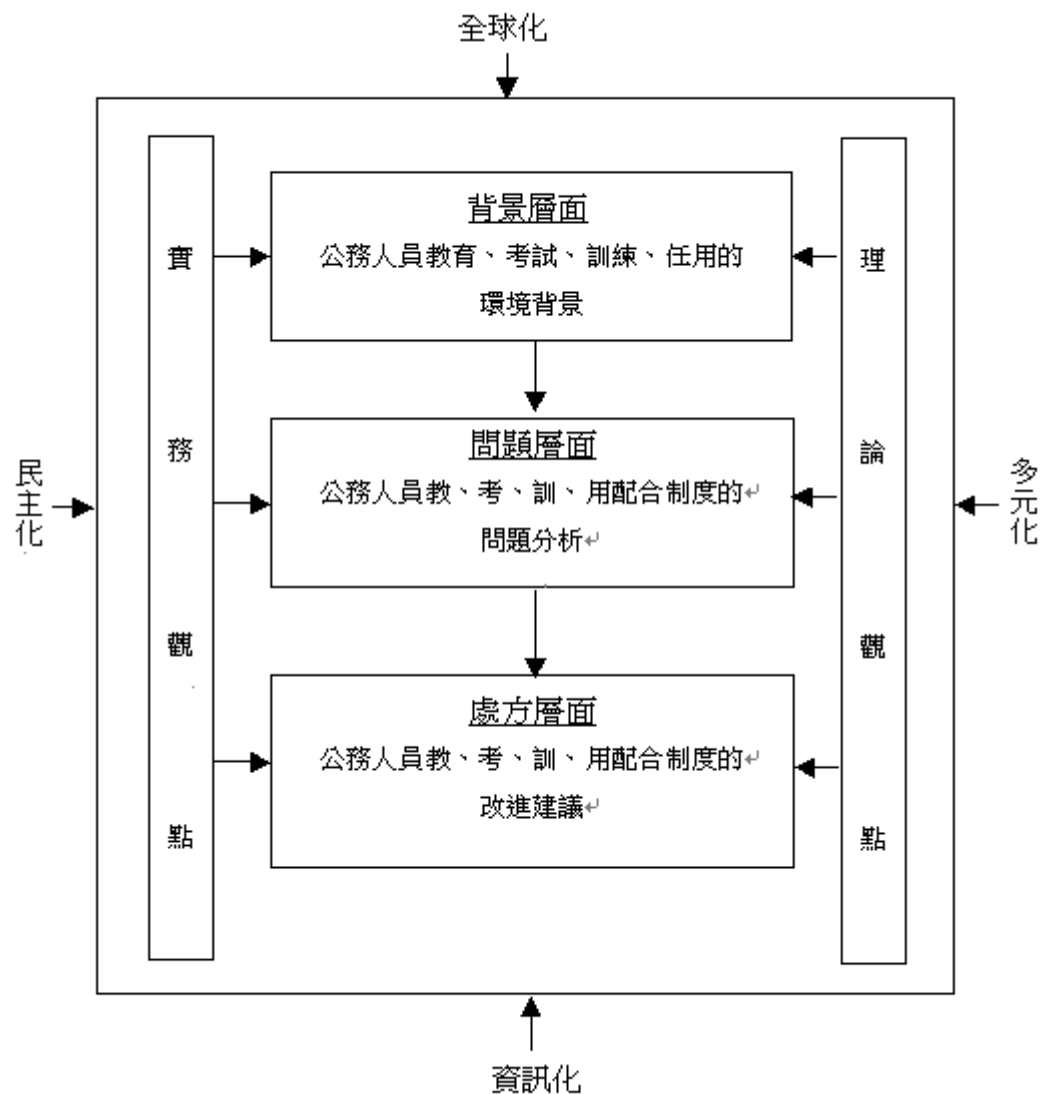 全球化
背景層面
公務人員教育、考試、訓練、任用的
環境背景
問題層面
公務人員教、考、訓、用配合制度的↵
問題分析↵
處方層面
公務人員教、考、訓、用配合制度的↵
改進建議↵
實務觀點
理論觀點
民主化
多元化
資訊化